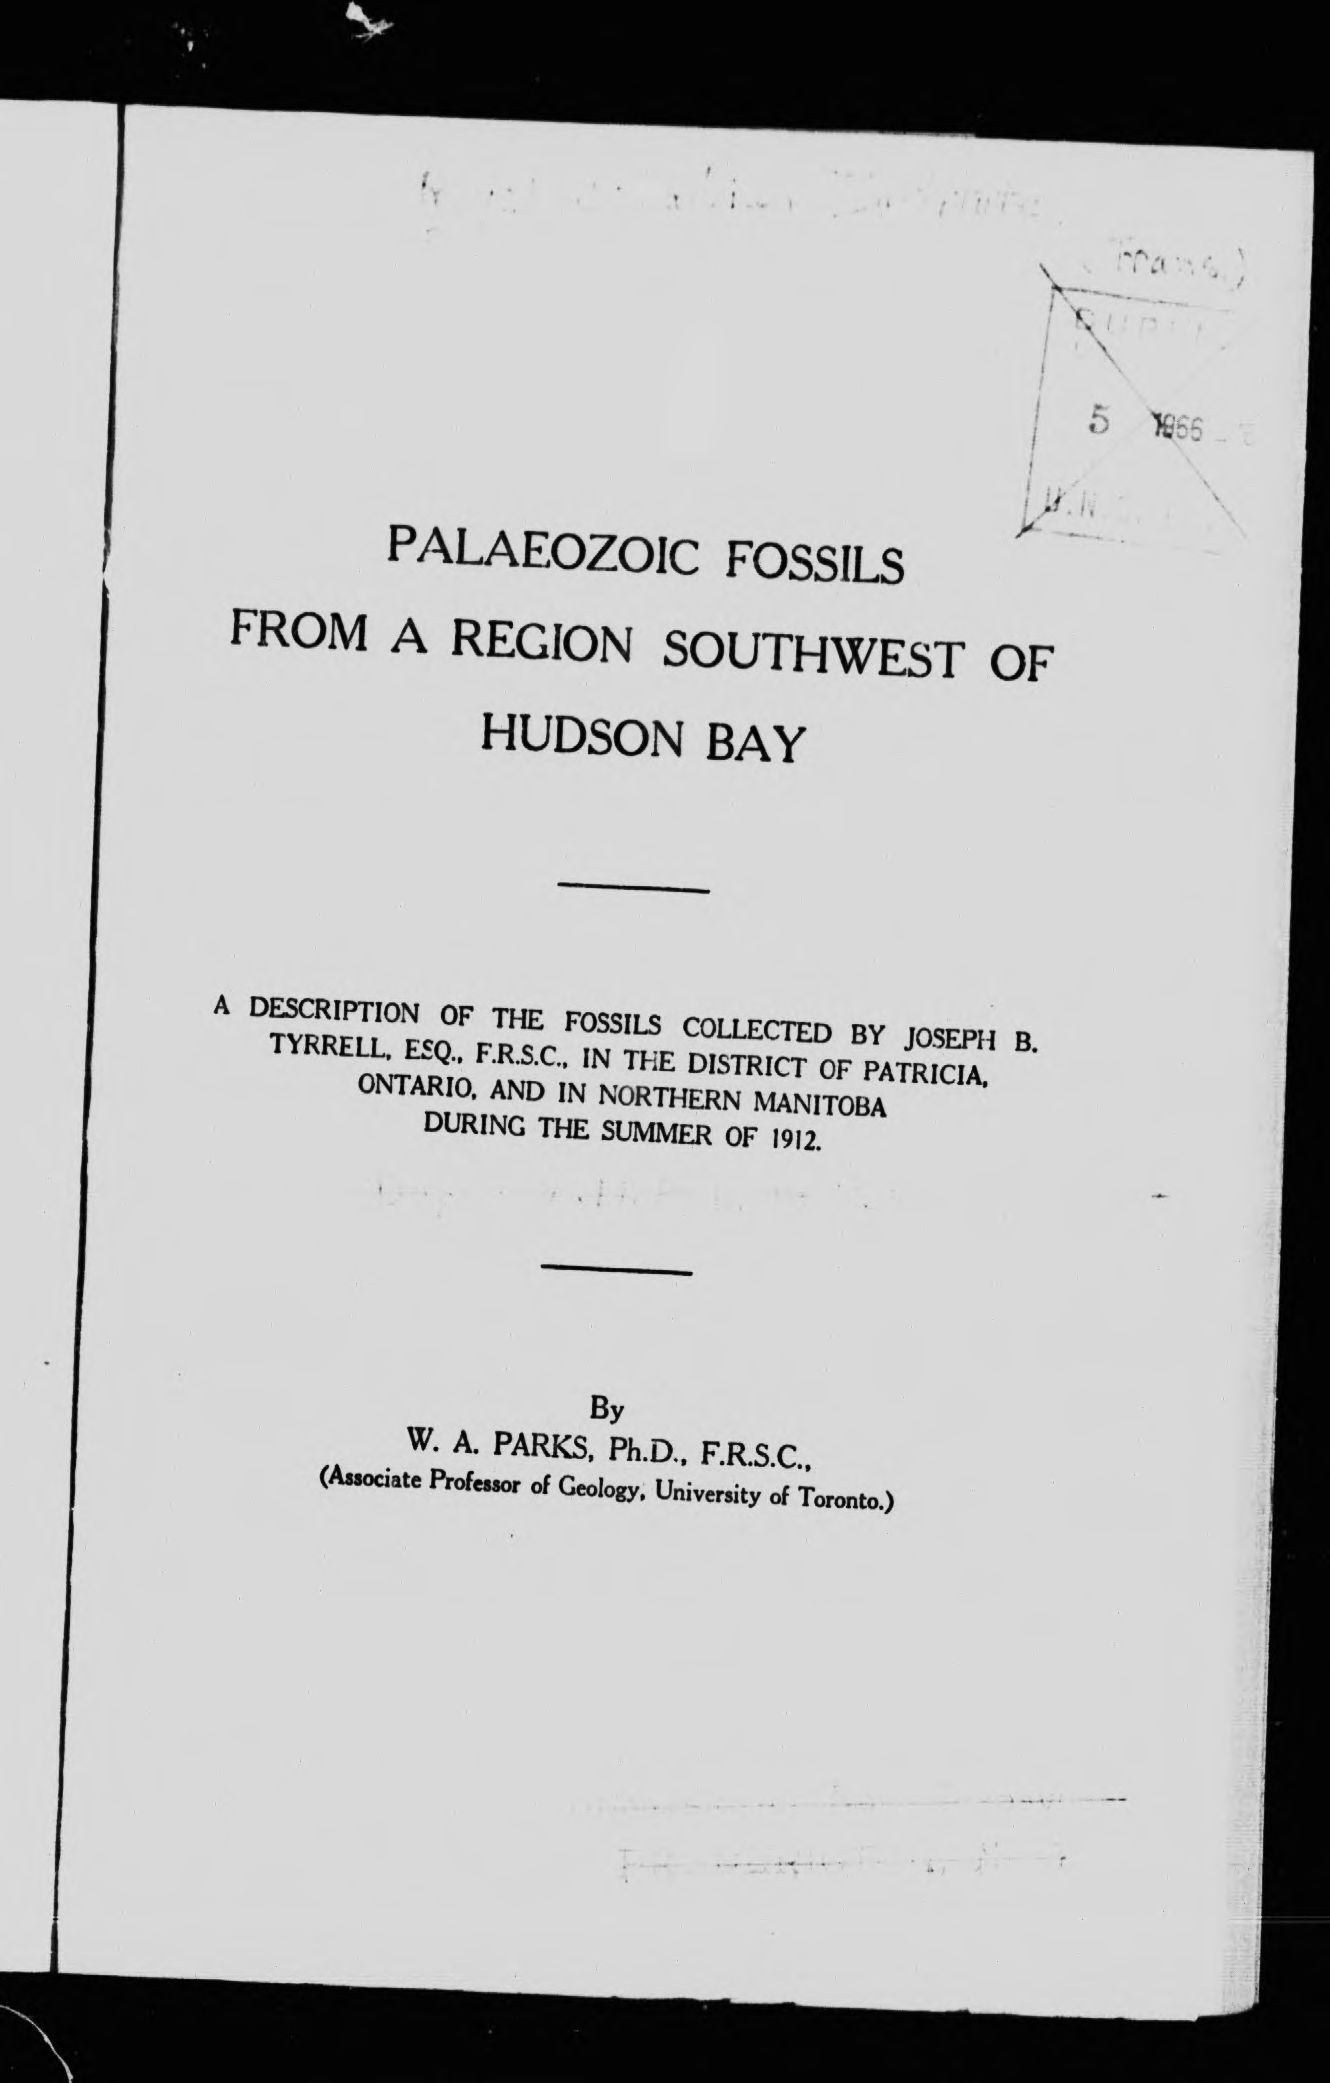 PALAEOZOIC FOSSILS
FROM A REGION SOUTHWEST OF
HUDSON BAY
A DESCRIPTION OF THE FOSSILS COLLECTED BY JOSEPH B.
TYRRELL, ESQ., F.R.S.C., IN THE DISTRICT OF PATRICIA,
ONTARIO, AND IN NORTHERN MANITOBA
DURING THE SUMMER OF 1912.
By
W. A. PARKS, Ph.D., F.R.S.C.,
(Associate Professor of Geology, University of Toronto.)